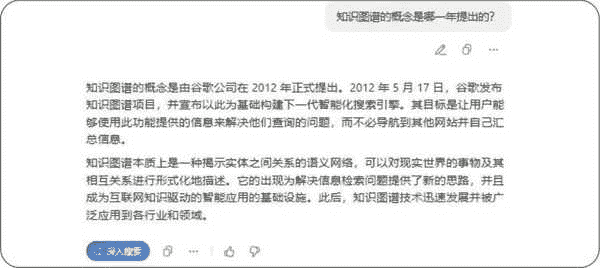 知识图谱的概念是哪一年提出的?
知识图谱的概念是由谷歌公司在 2012 年正式提出。2012 年 5 月 17 日，谷歌发布
知识图谱项目，并宣布以此为基础构建下一代智能化搜索引擎。其目标是让用户能
够使用此功能提供的信息来解决他们查询的问题，而不必导航到其他网站并自己汇
总信息。
知识图谱本质上是一种揭示实体之间关系的语义网络，可以对现实世界的事物及其
相互关系进行形式化地描述。它的出现为解决信息检索问题提供了新的思路，并且
成为互联网知识驱动的智能应用的基础设施。此后，知识图谱技术迅速发展并被广
泛应用到各行业和领域。
深入搜索